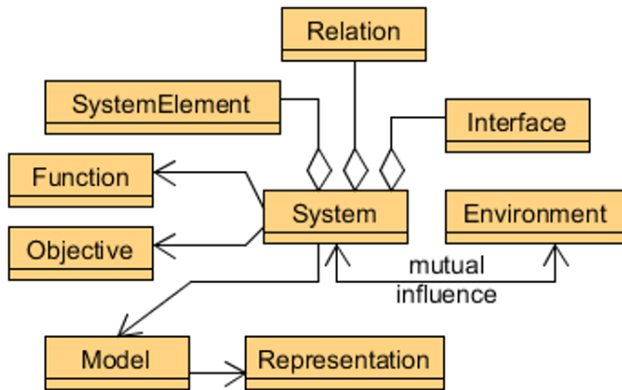 Relation
SystemElement
Interface
Function
System
Environment
Objective
mutual
influence
Model
Representation